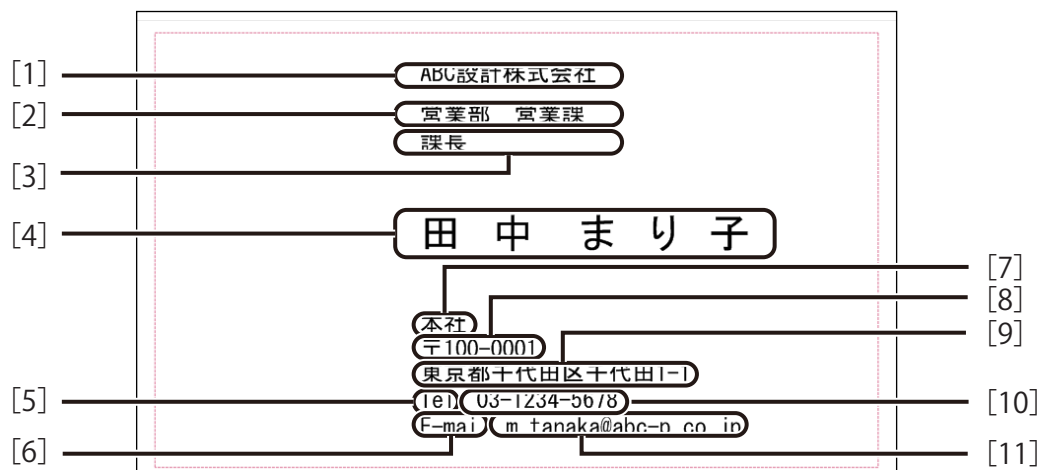 [1] ABC設計株式会社
[2] 営業部 営業課
課長
[3]
[4] 田 中 ま り 子
[7]
[8]
本社
〒100-0001
[9]
東京都千代田区千代田1-1
[5] Tel 03-1234-5678 [10]
E-mail m_tanaka@abc-p.co.jp
[6] [11]